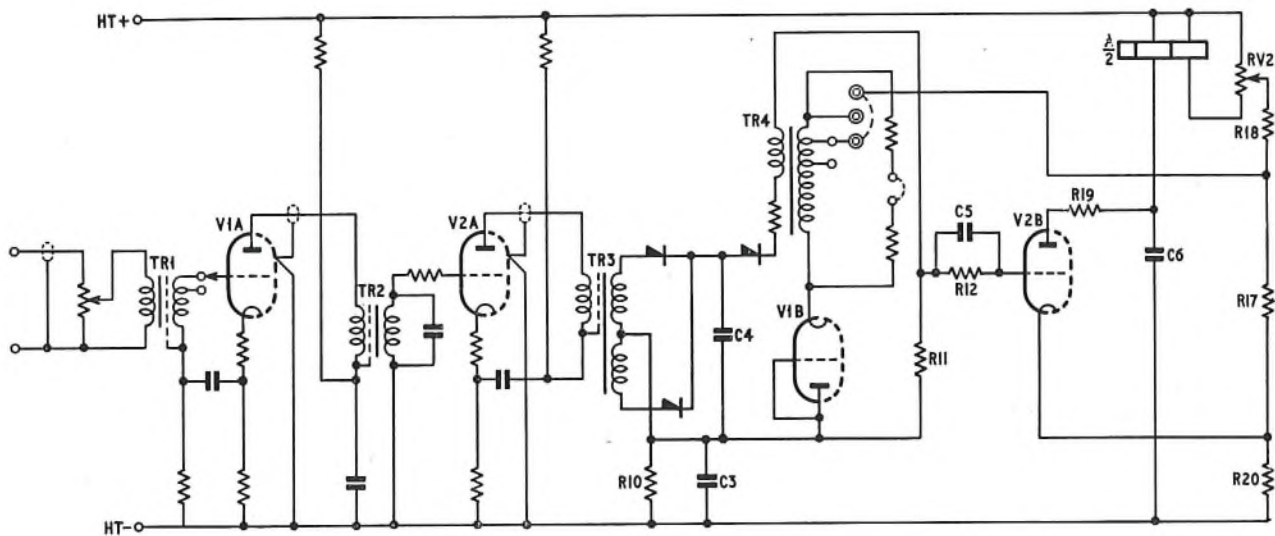 HT+
A
2
RV2
R18
TR4
V1A
V2A
R19
C5
V2B
TR1
TR3
C6
R12
TR2
V1B
R17
C4
R11
R10
C3
R20
HT-